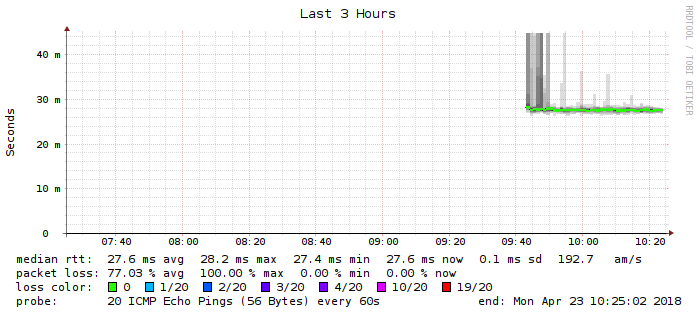 Last 3 Hours
RRDTOOL / TOBI OETIKER
Seconds
40 m
30 m
20 m
10 m
0
07:40 08:00 08:20 08:40 09:00 09:20 09:40 10:00 10:20
median rtt: 27.6 ms avg 28.2 ms max 27.4 ms min 27.6 ms now 0.1 ms sd 192.7 am/s
packet loss: 77.03 % avg 100.00 % max 0.00 % min 0.00 % now
loss color: 0 1/20 2/20 3/20 4/20 10/20 19/20
probe: 20 ICMP Echo Pings (56 Bytes) every 60s end: Mon Apr 23 10:25:02 2018